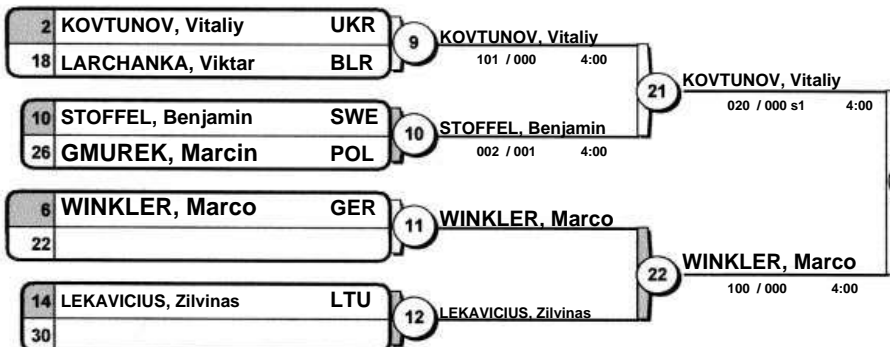 2 KOVTUNOV, Vitaliy UKR
18 LARCHANKA, Viktar BLR
9
KOVTUNOV, Vitaliy
101 / 000 4:00
10 STOFFEL, Benjamin SWE
26 GMUREK, Marcin POL
10
STOFFEL, Benjamin
002 / 001 4:00
21
KOVTUNOV, Vitaliy
020 / 000 s1 4:00
6 WINKLER, Marco GER
22
11
WINKLER, Marco
14 LEKAVICIUS, Zilvinas LTU
30
12
LEKAVICIUS, Zilvinas
22
WINKLER, Marco
100 / 000 4:00